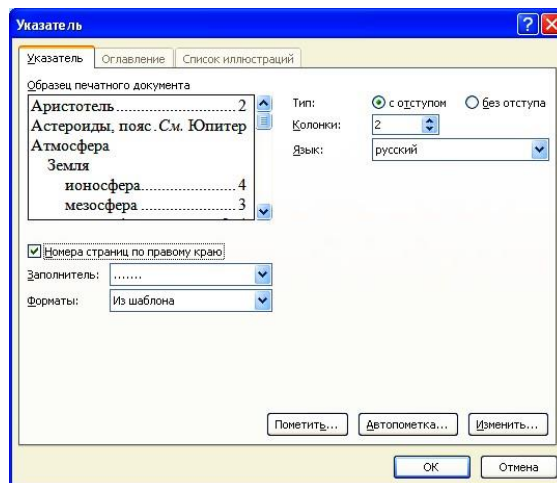 Указатель
Указатель Оглавление Список иллюстраций
Образец печатного документа
Аристотель 2
Астероиды, пояс. См. Юпитер
Атмосфера
Земля
ионосфера 4
мезосфера 3
Тип: с отступом без отступа
Колонки: 2
Язык: русский
Номера страниц по правому краю
Заполнитель: .......
Форматы: Из шаблона
Пометить... Автопометка... Изменить...
ОК Отмена